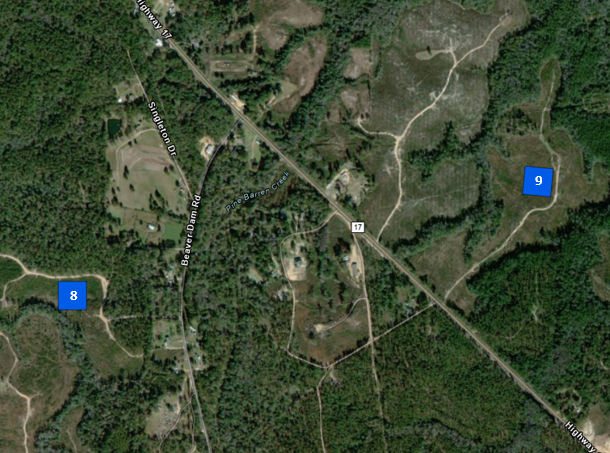 Highway 17
Singleton Dr
Pine Barren Creek
Beaver-Dam-Rd
17
9
8
Highway